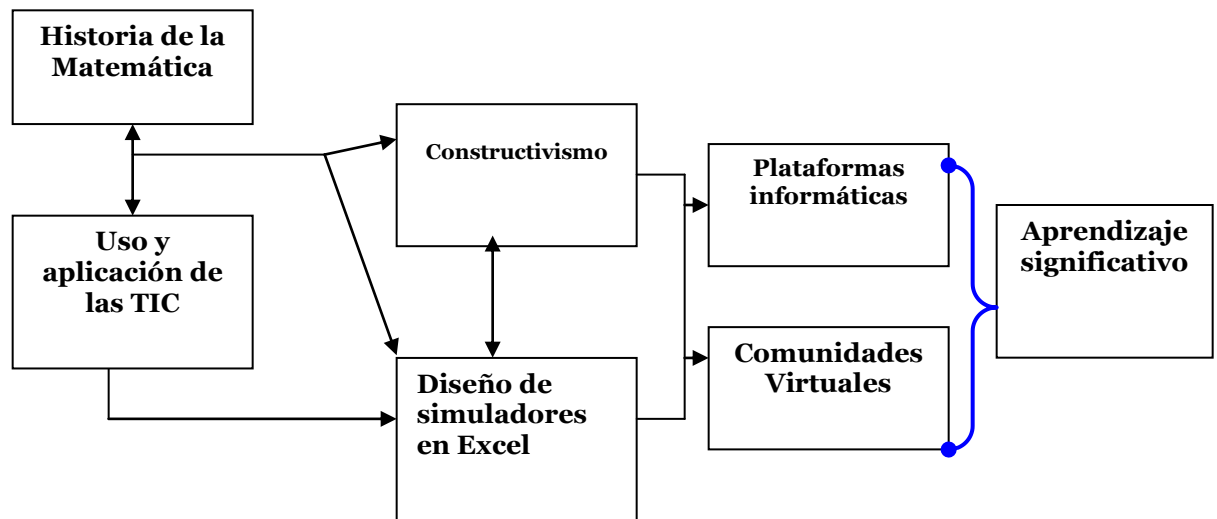 Historia de la
Matemática
Uso y
aplicación de
las TIC
Constructivismo
Diseño de
simuladores
en Excel
Plataformas
informáticas
Comunidades
Virtuales
Aprendizaje
significativo